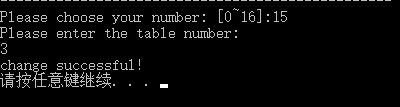 Please choose your number: [0~16]:15
Please enter the table number:
3
change successful!
请按任意键继续. . .